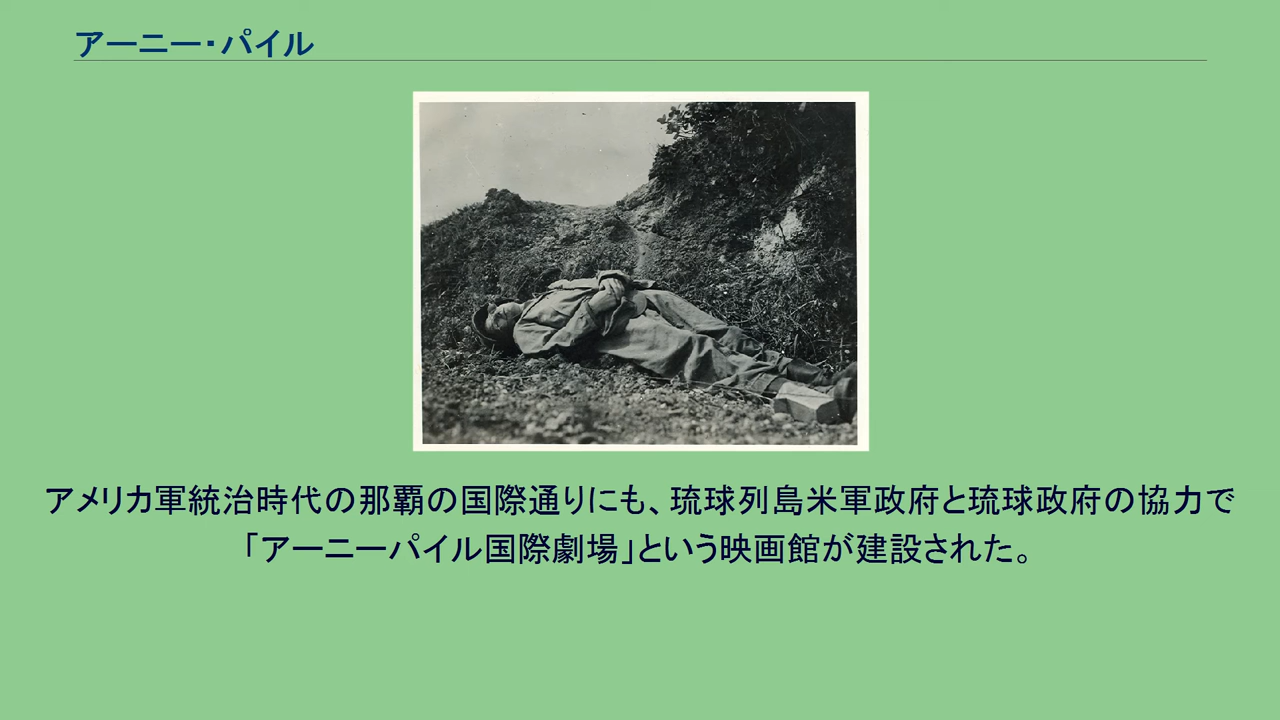 アーニー・パイル
アメリカ軍統治時代の那覇の国際通りにも、琉球列島米軍政府と琉球政府の協力で
「アーニーパイル国際劇場」という映画館が建設された。